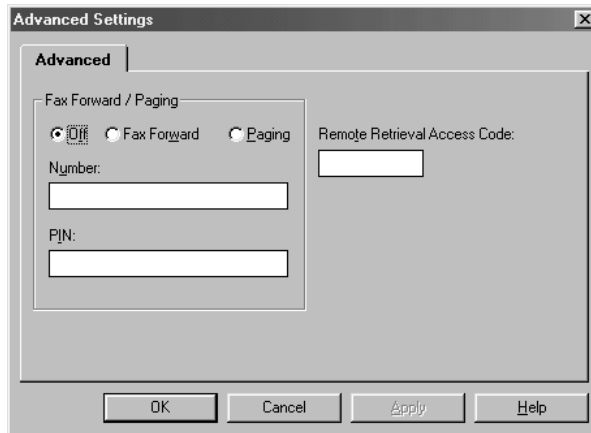 Advanced Settings
Advanced
Fax Forward / Paging
Off Fax Forward Paging
Number:
PIN:
Remote Retrieval Access Code:
OK Cancel Apply Help